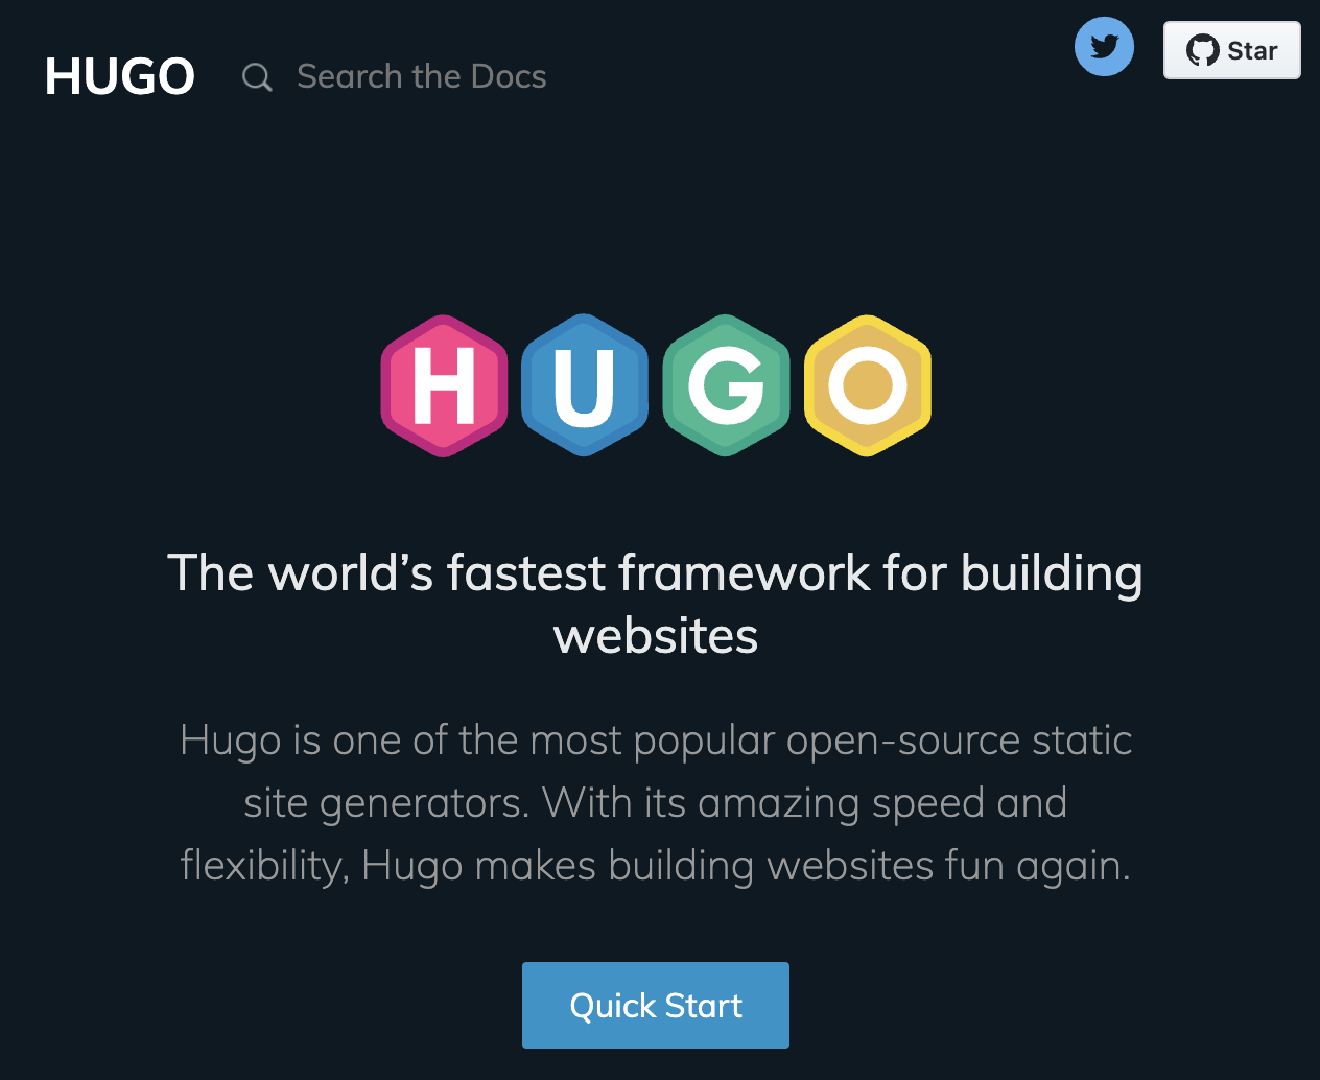 HUGO
Search the Docs
Star
HUGO
The world’s fastest framework for building
websites
Hugo is one of the most popular open-source static
site generators. With its amazing speed and
flexibility, Hugo makes building websites fun again.
Quick Start